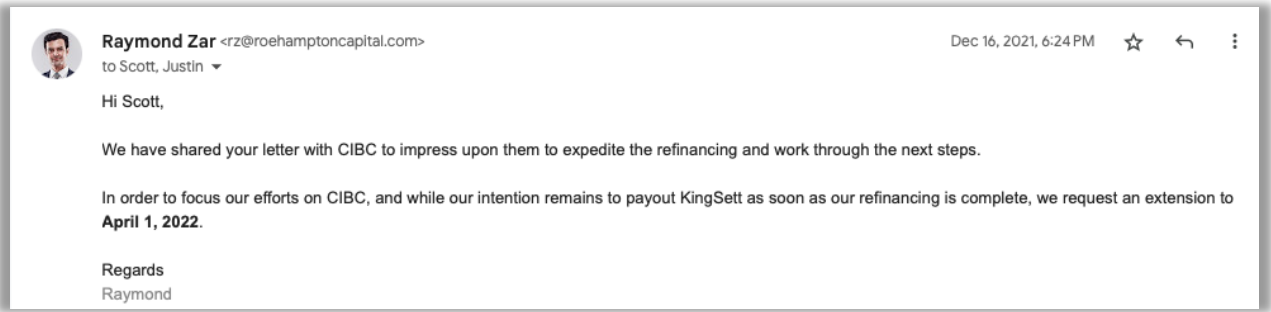 Raymond Zar <rz@roehamptoncapital.com>
Dec 16, 2021, 6:24 PM
to Scott, Justin
Hi Scott,
We have shared your letter with CIBC to impress upon them to expedite the refinancing and work through the next steps.
In order to focus our efforts on CIBC, and while our intention remains to payout KingSett as soon as our refinancing is complete, we request an extension to
April 1, 2022.
Regards
Raymond